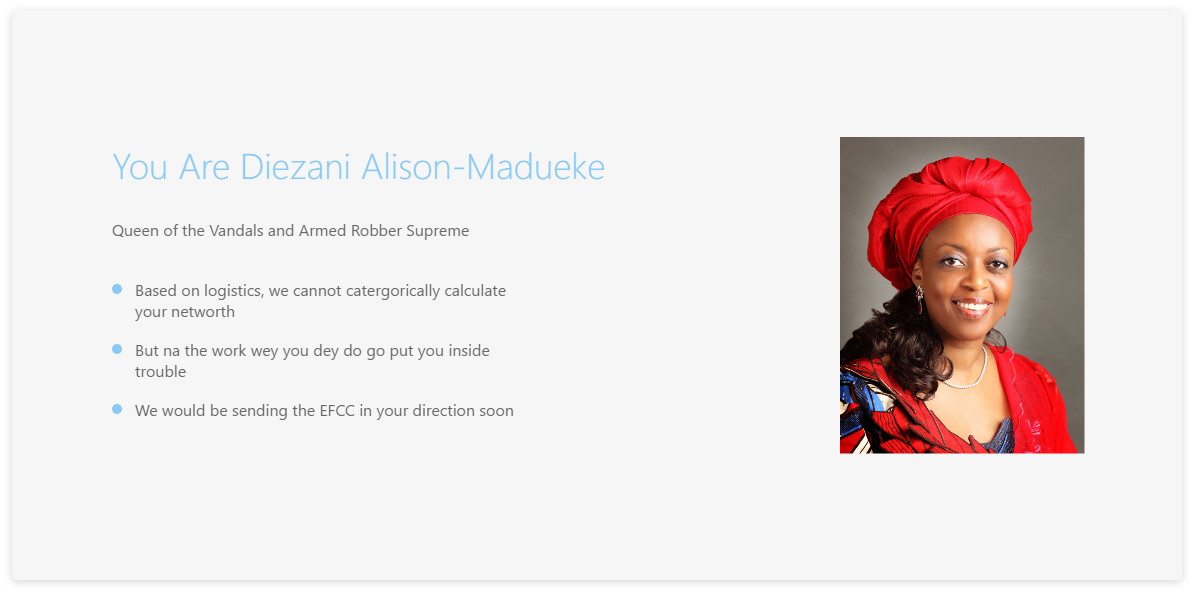 You Are Diezani Alison-Madueke
Queen of the Vandals and Armed Robber Supreme
Based on logistics, we cannot catergorically calculate
your networth
But na the work wey you dey do go put you inside
trouble
We would be sending the EFCC in your direction soon